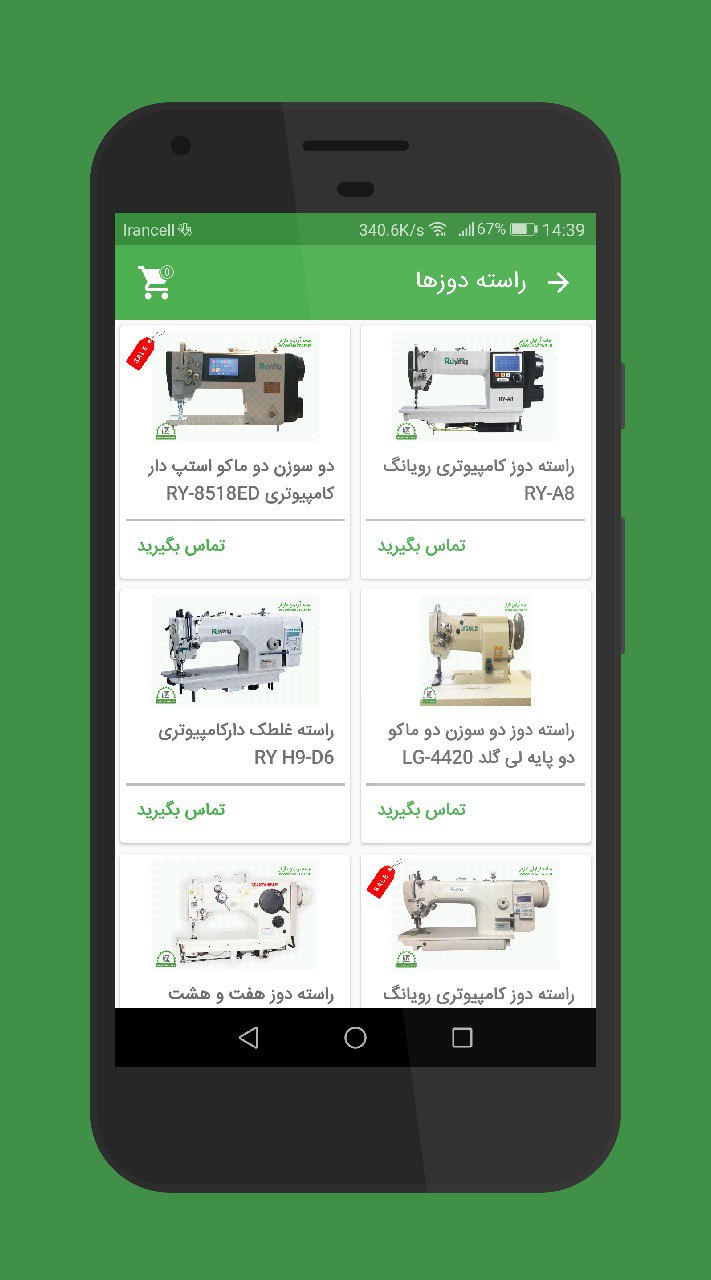 Irancell 340.6K/s 67% 14:39
راسته دوزها
0
راسته دوز کامپیوتری رویانگ
RY-A8
تماس بگیرید
SALE
دو سوزن دو ماکو استپ دار
کامپیوتری RY-8518ED
تماس بگیرید
راسته دوز دو سوزن دو ماکو
دو پایه لی گلد LG-4420
تماس بگیرید
راسته غلطک دارکامپیوتری
RY H9-D6
تماس بگیرید
SALE
راسته دوز کامپیوتری رویانگ
راسته دوز هفت و هشت